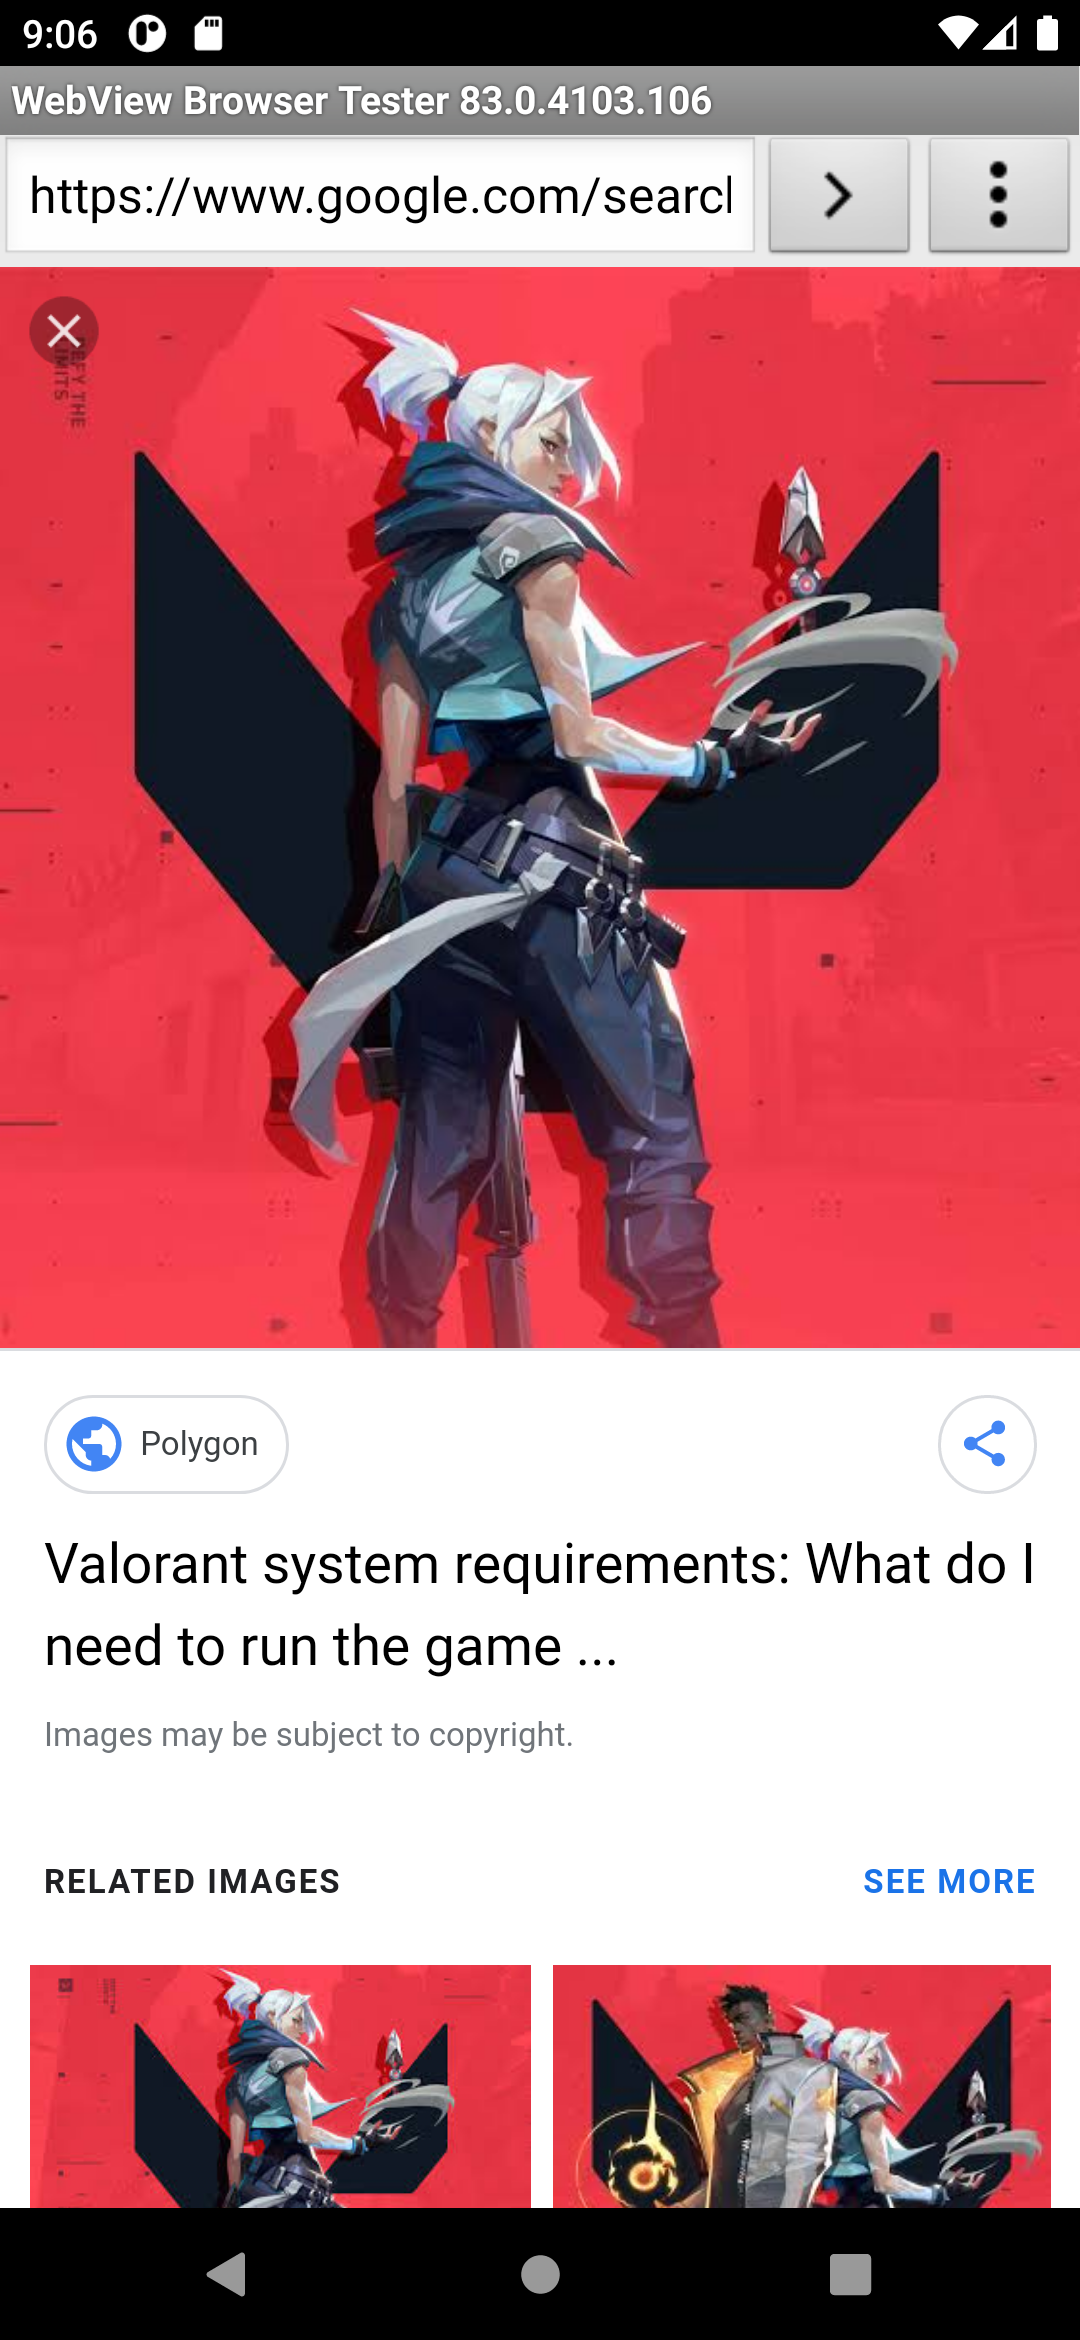 9:06
WebView Browser Tester 83.0.4103.106
https://www.google.com/search
DEFY THE
LIMITS
Polygon
Valorant system requirements: What do I
need to run the game ...
Images may be subject to copyright.
RELATED IMAGES
SEE MORE